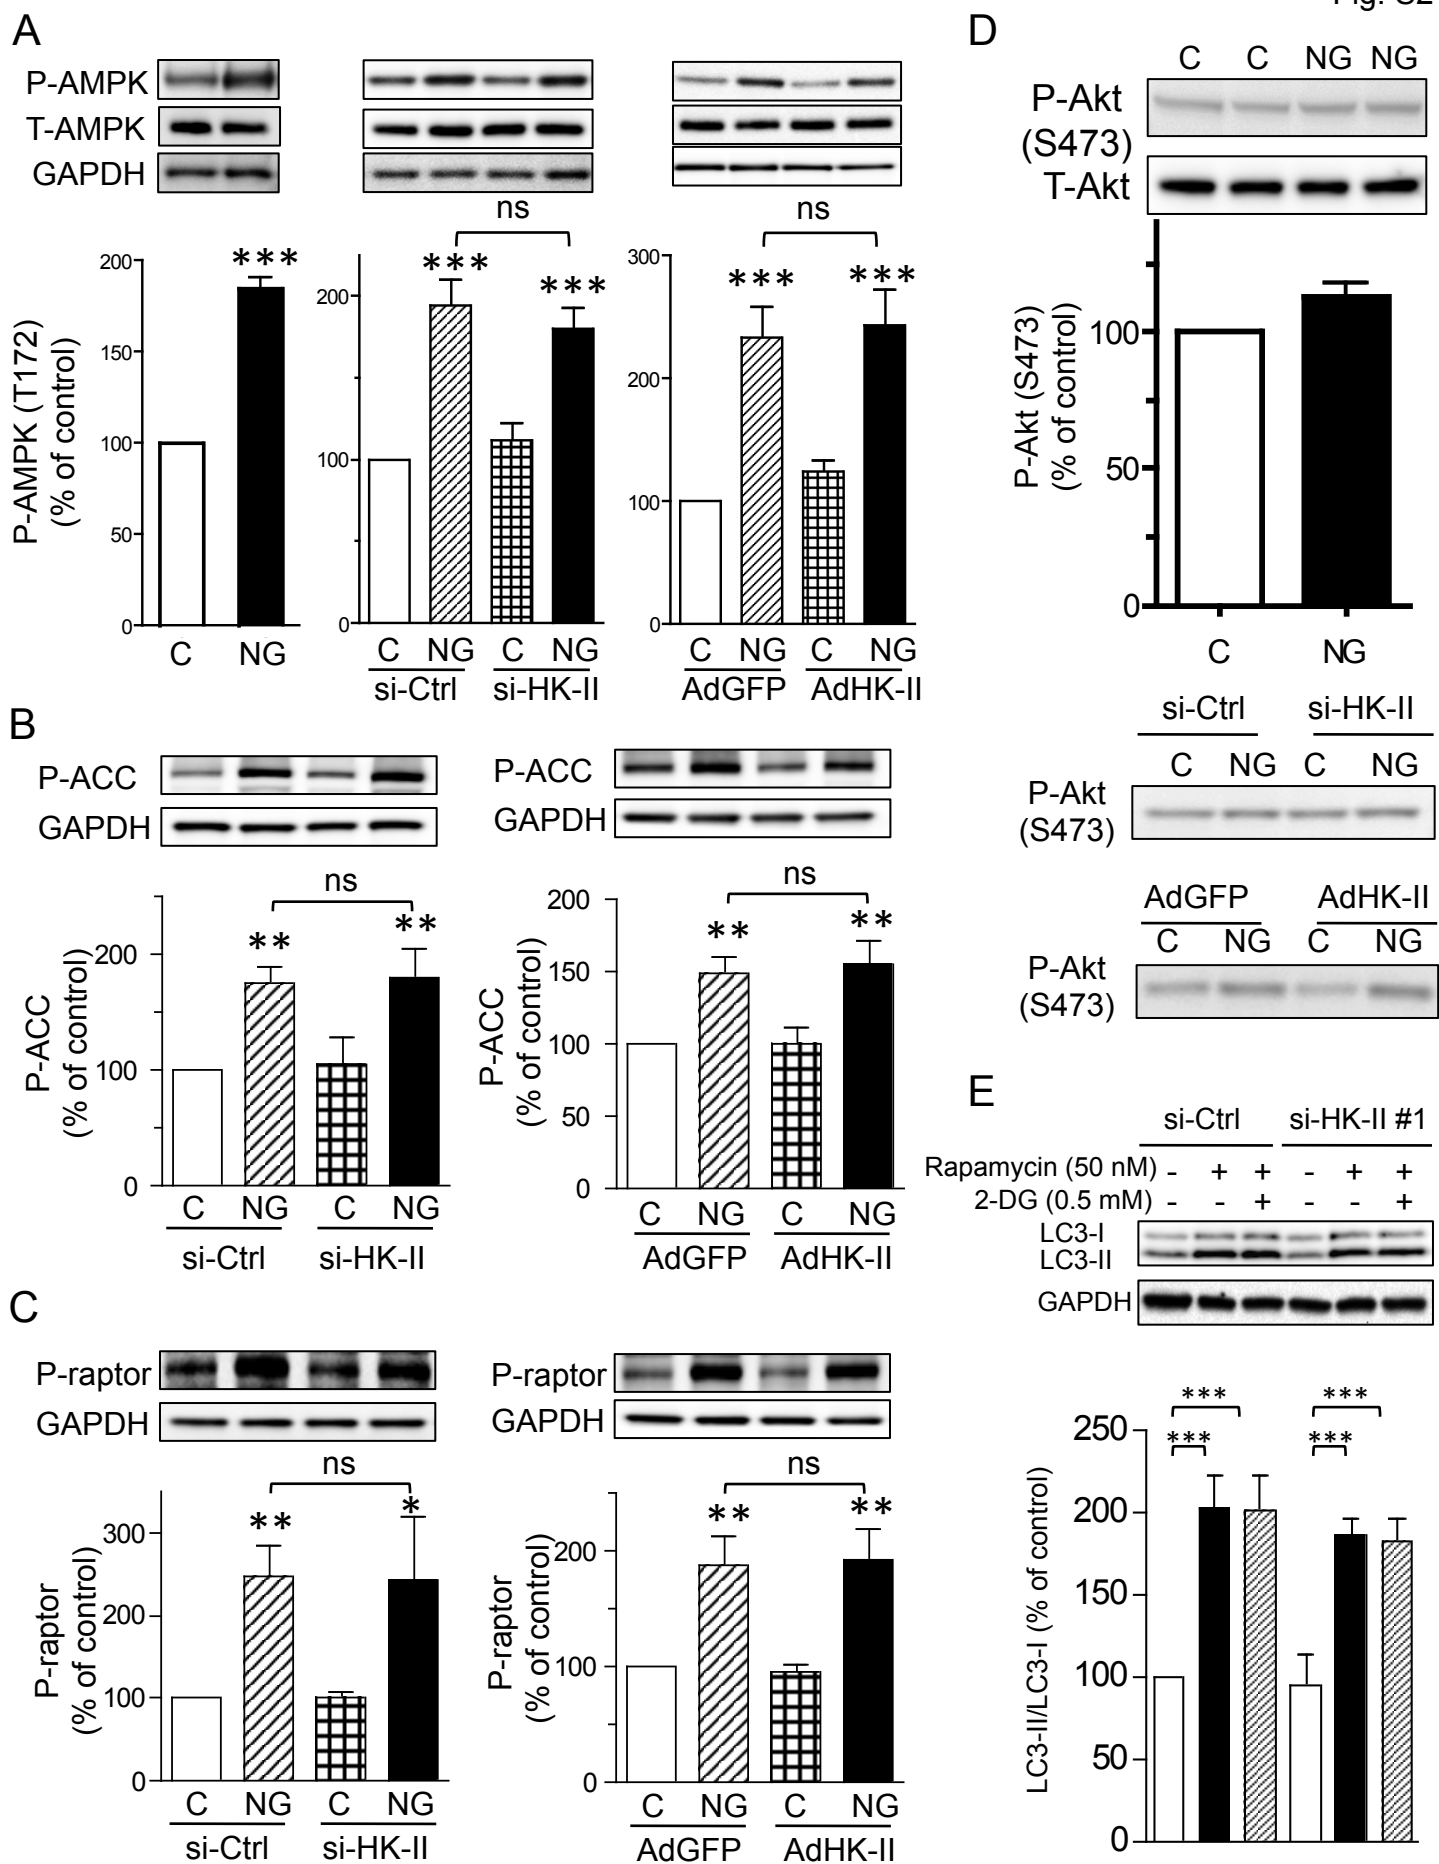 Fig. S2
A
P-AMPK
T-AMPK
GAPDH
ns
ns
P-AMPK (T172)
(% of control)
200
150
100
50
0
***
C NG
200
100
0
***
***
C NG C NG
si-Ctrl si-HK-II
300
200
100
0
***
***
C NG C NG
AdGFP AdHK-II
B
P-ACC
GAPDH
ns
P-ACC
(% of control)
200
100
0
**
**
C NG C NG
si-Ctrl si-HK-II
P-ACC
GAPDH
ns
P-ACC
(% of control)
200
150
100
50
0
**
**
C NG C NG
AdGFP AdHK-II
C
P-raptor
GAPDH
ns
P-raptor
(% of control)
300
200
100
0
**
*
C NG C NG
si-Ctrl si-HK-II
P-raptor
GAPDH
ns
P-raptor
(% of control)
200
100
0
**
**
C NG C NG
AdGFP AdHK-II
D
C C NG NG
P-Akt
(S473)
T-Akt
P-Akt (S473)
(% of control)
100
50
0
C NG
si-Ctrl si-HK-II
C NG C NG
P-Akt
(S473)
AdGFP AdHK-II
C NG C NG
P-Akt
(S473)
E
si-Ctrl si-HK-II #1
Rapamycin (50 nM) - + + - + +
2-DG (0.5 mM) - - + - - +
LC3-I
LC3-II
GAPDH
LC3-II/LC3-I (% of control)
250
200
150
100
50
0
*** ***
*** ***